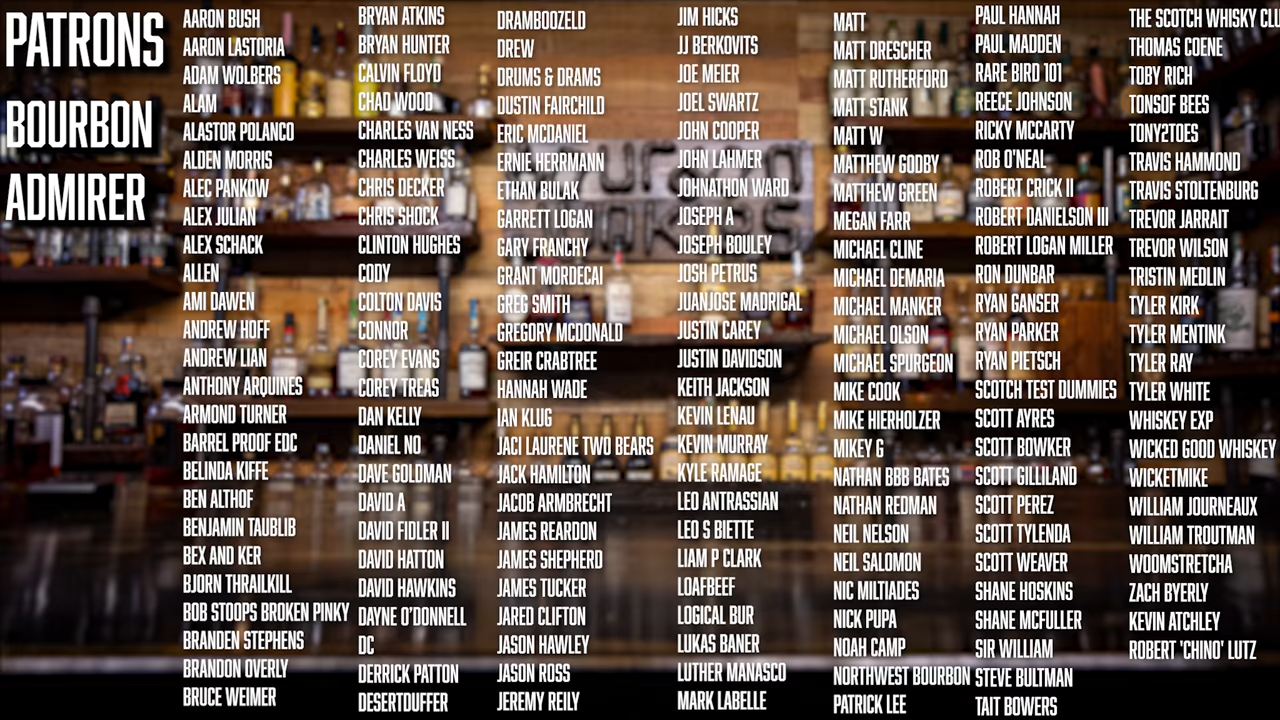 PATRONS
BOURBON
ADMIRER
AARON BUSH
AARON LASTORIA
ADAM WOLBERS
ALAM
ALASTOR POLANCO
ALDEN MORRIS
ALEC PANKOW
ALEX JULIAN
ALEX SCHACK
ALLEN
AMI DAWEN
ANDREW HOFF
ANDREW LIAN
ANTHONY ARQUINES
ARMOND TURNER
BARREL PROOF EDC
BELINDA KIFFE
BEN ALTHOF
BENJAMIN TAUBLIB
BEX AND KER
BJORN THRAILKILL
BOB STOOPS BROKEN PINKY
BRANDEN STEPHENS
BRANDON OVERLY
BRUCE WEIMER
BRYAN ATKINS
BRYAN HUNTER
CALVIN FLOYD
CHAD WOOD
CHARLES VAN NESS
CHARLES WEISS
CHRIS DECKER
CHRIS SHOCK
CLINTON HUGHES
CODY
COLTON DAVIS
CONNOR
COREY EVANS
COREY TREAS
DAN KELLY
DANIEL NO
DAVE GOLDMAN
DAVID A
DAVID FIDLER II
DAVID HATTON
DAVID HAWKINS
DAYNE O'DONNELL
DC
DERRICK PATTON
DESERTDUFFER
DRAMBOOZELD
DREW
DRUMS & DRAMS
DUSTIN FAIRCHILD
ERIC MCDANIEL
ERNIE HERRMANN
ETHAN BULAK
GARRETT LOGAN
GARY FRANCHY
GRANT MORDECAI
GREG SMITH
GREGORY MCDONALD
GREIR CRABTREE
HANNAH WADE
IAN KLUG
JACI LAURENE TWO BEARS
JACK HAMILTON
JACOB ARMBRECHT
JAMES REARDON
JAMES SHEPHERD
JAMES TUCKER
JARED CLIFTON
JASON HAWLEY
JASON ROSS
JEREMY REILY
JIM HICKS
JJ BERKOVITS
JOE MEIER
JOEL SWARTZ
JOHN COOPER
JOHN LAHMER
JOHNATHON WARD
JOSEPH A
JOSEPH BOULEY
JOSH PETRUS
JUANJOSE MADRIGAL
JUSTIN CAREY
JUSTIN DAVIDSON
KEITH JACKSON
KEVIN LENAU
KEVIN MURRAY
KYLE RAMAGE
LEO ANTRASSIAN
LEO S BIETTE
LIAM P CLARK
LOAFBEEF
LOGICAL BUR
LUKAS BANER
LUTHER MANASCO
MARK LABELLE
MATT
MATT DRESCHER
MATT RUTHERFORD
MATT STANK
MATT W
MATTHEW GODBY
MATTHEW GREEN
MEGAN FARR
MICHAEL CLINE
MICHAEL DEMARIA
MICHAEL MANKER
MICHAEL OLSON
MICHAEL SPURGEON
MIKE COOK
MIKE HIERHOLZER
MIKEY G
NATHAN BBB BATES
NATHAN REDMAN
NEIL NELSON
NEIL SALOMON
NIC MILTIADES
NICK PUPA
NOAH CAMP
NORTHWEST BOURBON
PATRICK LEE
PAUL HANNAH
PAUL MADDEN
RARE BIRD 101
REECE JOHNSON
RICKY MCCARTY
ROB O'NEAL
ROBERT CRICK II
ROBERT DANIELSON III
ROBERT LOGAN MILLER
RON DUNBAR
RYAN GANSER
RYAN PARKER
RYAN PIETSCH
SCOTCH TEST DUMMIES
SCOTT AYRES
SCOTT BOWKER
SCOTT GILLILAND
SCOTT PEREZ
SCOTT TYLENDA
SCOTT WEAVER
SHANE HOSKINS
SHANE MCFULLER
SIR WILLIAM
STEVE BULTMAN
TAIT BOWERS
THE SCOTCH WHISKY
THOMAS COENE
TOBY RICH
TONSOF BEES
TONY2TOES
TRAVIS HAMMOND
TRAVIS STOLTENBURG
TREVOR JARRAIT
TREVOR WILSON
TRISTIN MEDLIN
TYLER KIRK
TYLER MENTINK
TYLER RAY
TYLER WHITE
WHISKEY EXP
WICKED GOOD WHISKEY
WICKETMIKE
WILLIAM JOURNEAUX
WILLIAM TROUTMAN
WOOMSTRETCHA
ZACH BYERLY
KEVIN ATCHLEY
ROBERT 'CHINO' LUTZ